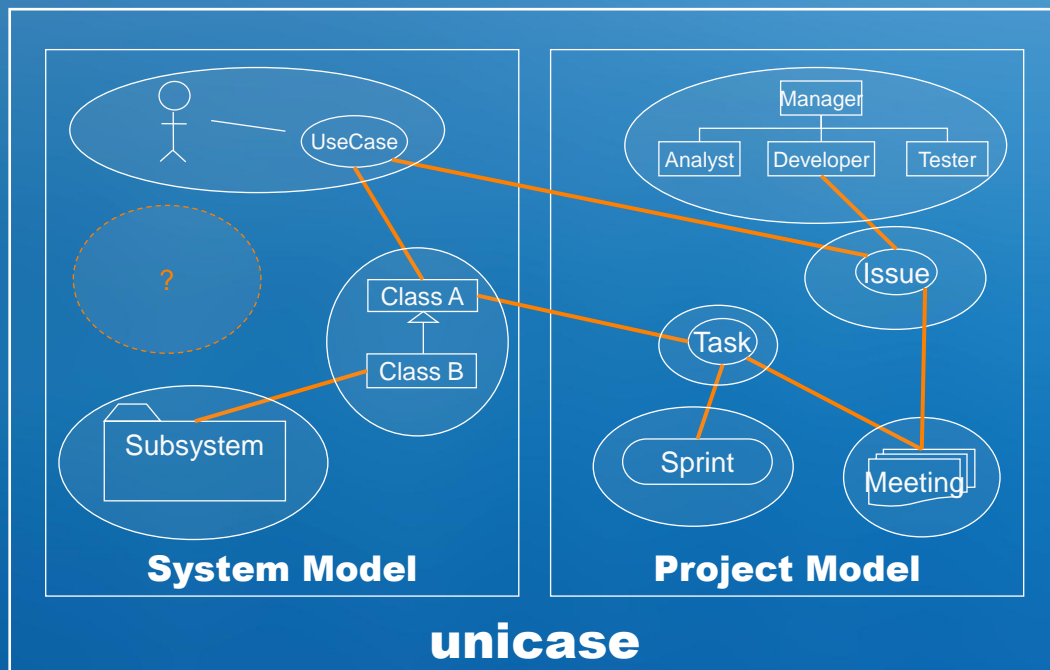 UseCase
?
Class A
Class B
Subsystem
System Model
Manager
Analyst
Developer
Tester
Issue
Task
Sprint
Meeting
Project Model
unicase